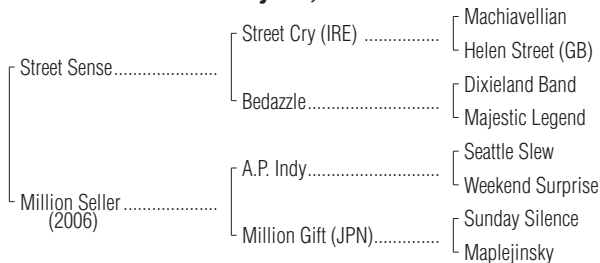 Machiavellian
Street Cry (IRE) ................
Helen Street (GB)
Street Sense......................
Dixieland Band
Bedazzle............................
Majestic Legend
Seattle Slew
A.P. Indy............................
Weekend Surprise
Million Seller....................
(2006)
Sunday Silence
Million Gift (JPN)..............
Maplejinsky